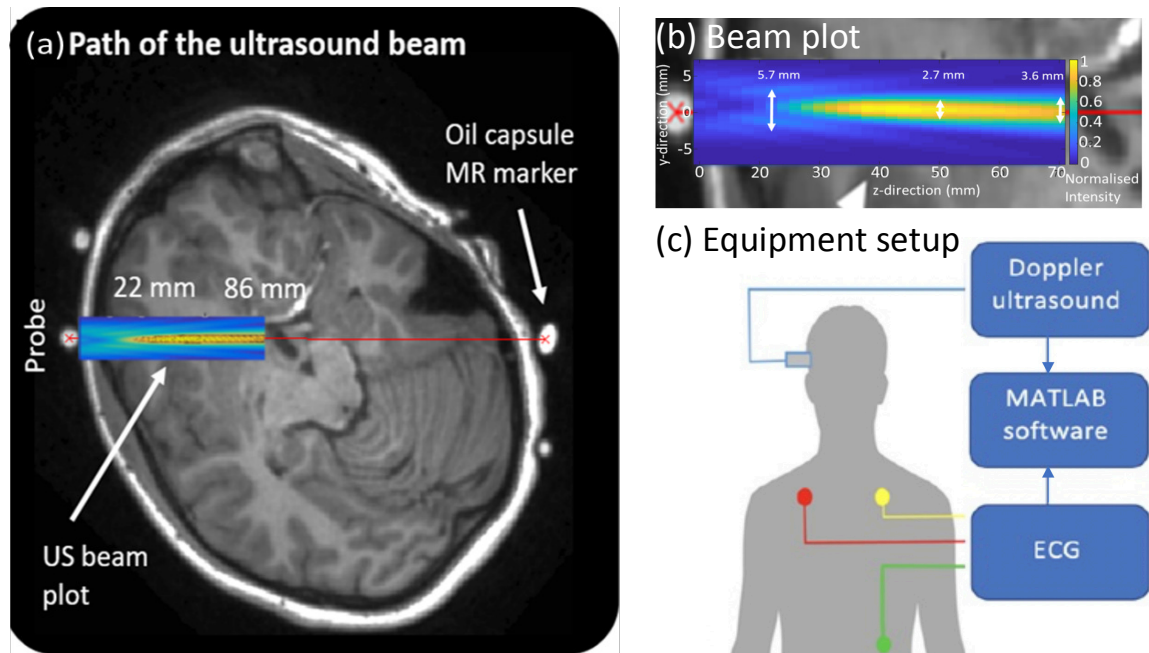 (a) Path of the ultrasound beam
Oil capsule
MR marker
22 mm 86 mm
Probe
US beam
plot
(b) Beam plot
5.7 mm
2.7 mm
3.6 mm
y-direction (mm)
5
0
-5
0 20 30 40 50 60 70
z-direction (mm)
1
0.8
0.6
0.4
0.2
0
Normalised
Intensity
(c) Equipment setup
Doppler
ultrasound
MATLAB
software
ECG